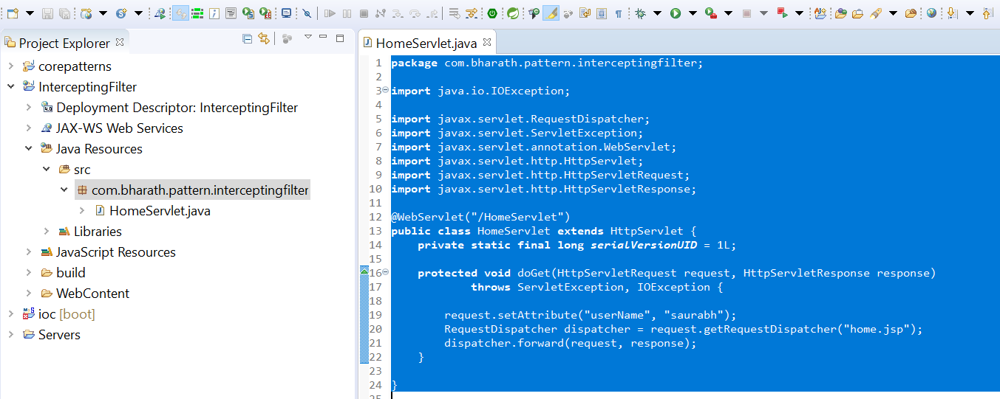 Project Explorer
corepatterns
InterceptingFilter
Deployment Descriptor: InterceptingFilter
JAX-WS Web Services
Java Resources
src
com.bharath.pattern.interceptingfilter
HomeServlet.java
Libraries
JavaScript Resources
build
WebContent
ioc [boot]
Servers
HomeServlet.java
1 package com.bharath.pattern.interceptingfilter;
2
3 import java.io.IOException;
4
5 import javax.servlet.RequestDispatcher;
6 import javax.servlet.ServletException;
7 import javax.servlet.annotation.WebServlet;
8 import javax.servlet.http.HttpServlet;
9 import javax.servlet.http.HttpServletRequest;
10 import javax.servlet.http.HttpServletResponse;
11
12 @WebServlet("/HomeServlet")
13 public class HomeServlet extends HttpServlet {
14 private static final long serialVersionUID = 1L;
15
16 protected void doGet(HttpServletRequest request, HttpServletResponse response)
17 throws ServletException, IOException {
18
19 request.setAttribute("userName", "saurabh");
20 RequestDispatcher dispatcher = request.getRequestDispatcher("home.jsp");
21 dispatcher.forward(request, response);
22 }
23
24 }
25